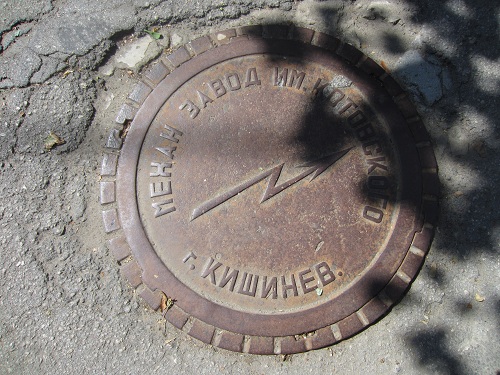 МЕХАН ЗАВОД ИМ. КОТОВСКОГО
г. КИШИНЕВ.